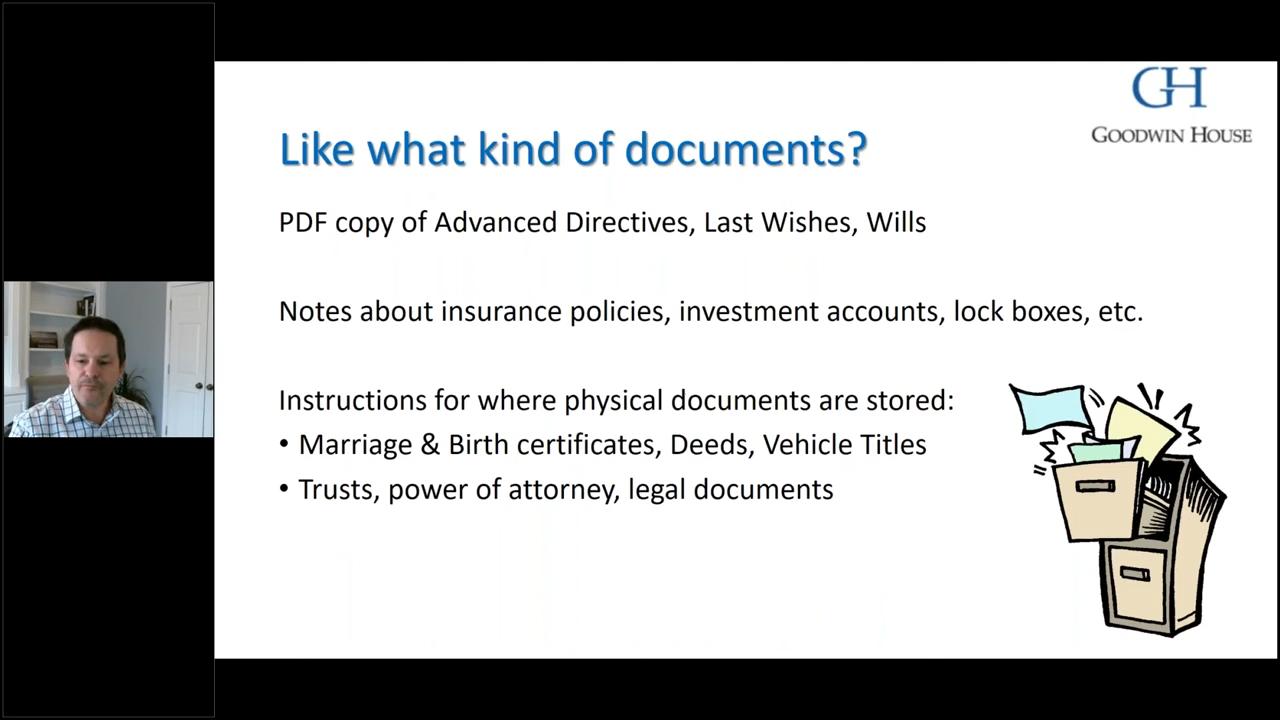 GH
GOODWIN HOUSE
Like what kind of documents?
PDF copy of Advanced Directives, Last Wishes, Wills
Notes about insurance policies, investment accounts, lock boxes, etc.
Instructions for where physical documents are stored:
• Marriage & Birth certificates, Deeds, Vehicle Titles
• Trusts, power of attorney, legal documents